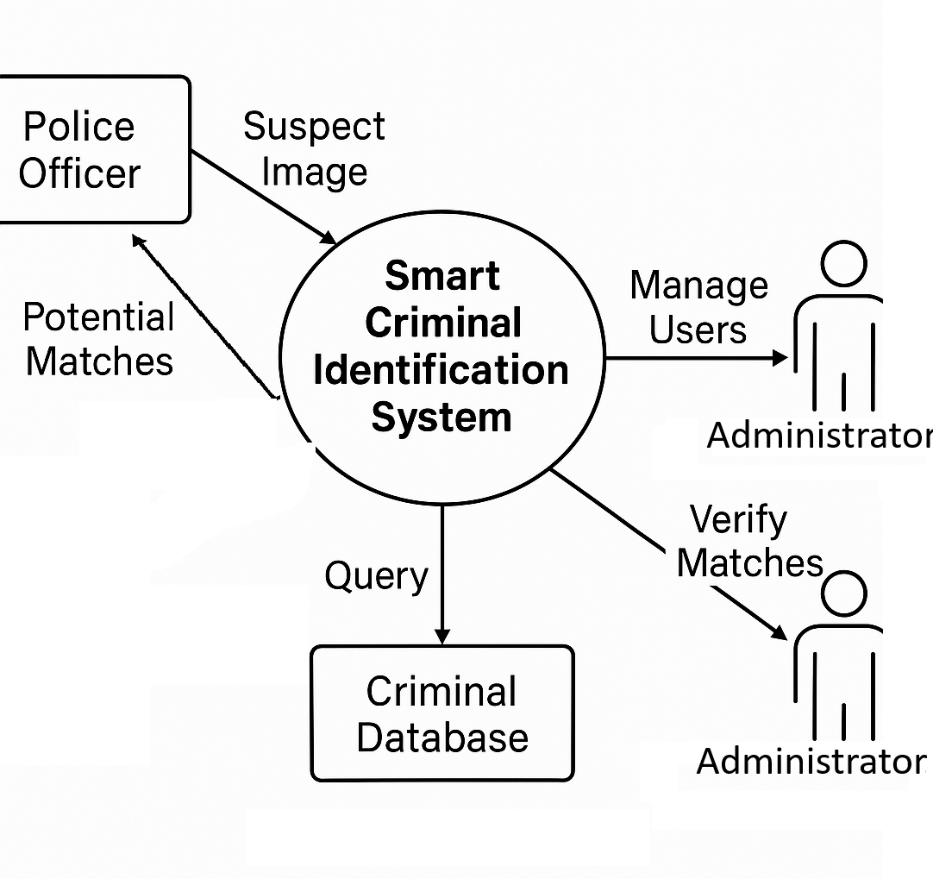 Police
Officer
Suspect
Image
Smart
Criminal
Identification
System
Manage
Users
Potential
Matches
Administrator
Verify
Matches
Query
Criminal
Database
Administrator